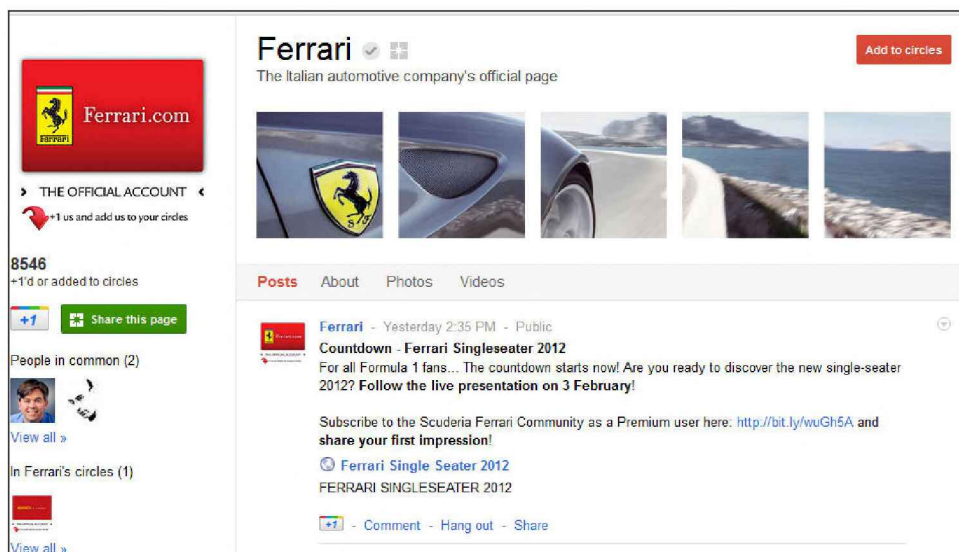 Ferrari.com
Ferrari
THE OFFICIAL ACCOUNT
+1 us and add us to your circles
8546
+1'd or added to circles
+1
Share this page
People in common (2)
View all »
In Ferrari's circles (1)
View all »
Ferrari
Add to circles
The Italian automotive company's official page
S F
Posts About Photos Videos
Ferrari - Yesterday 2:35 PM - Public
Countdown - Ferrari Singleseater 2012
For all Formula 1 fans... The countdown starts now! Are you ready to discover the new single-seater
2012? Follow the live presentation on 3 February!
Subscribe to the Scuderia Ferrari Community as a Premium user here: http://bit.ly/wuGh5A and
share your first impression!
Ferrari Single Seater 2012
FERRARI SINGLESEATER 2012
+1 - Comment - Hang out - Share